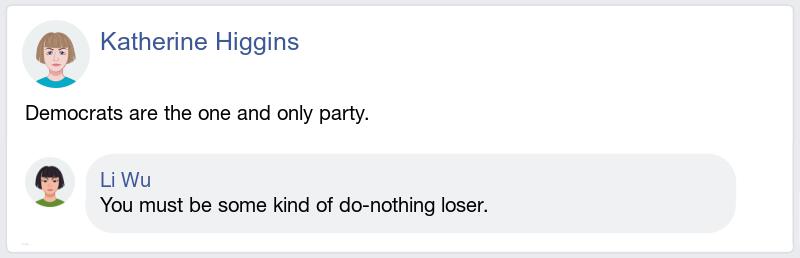 Katherine Higgins
Democrats are the one and only party.
Li Wu
You must be some kind of do-nothing loser.